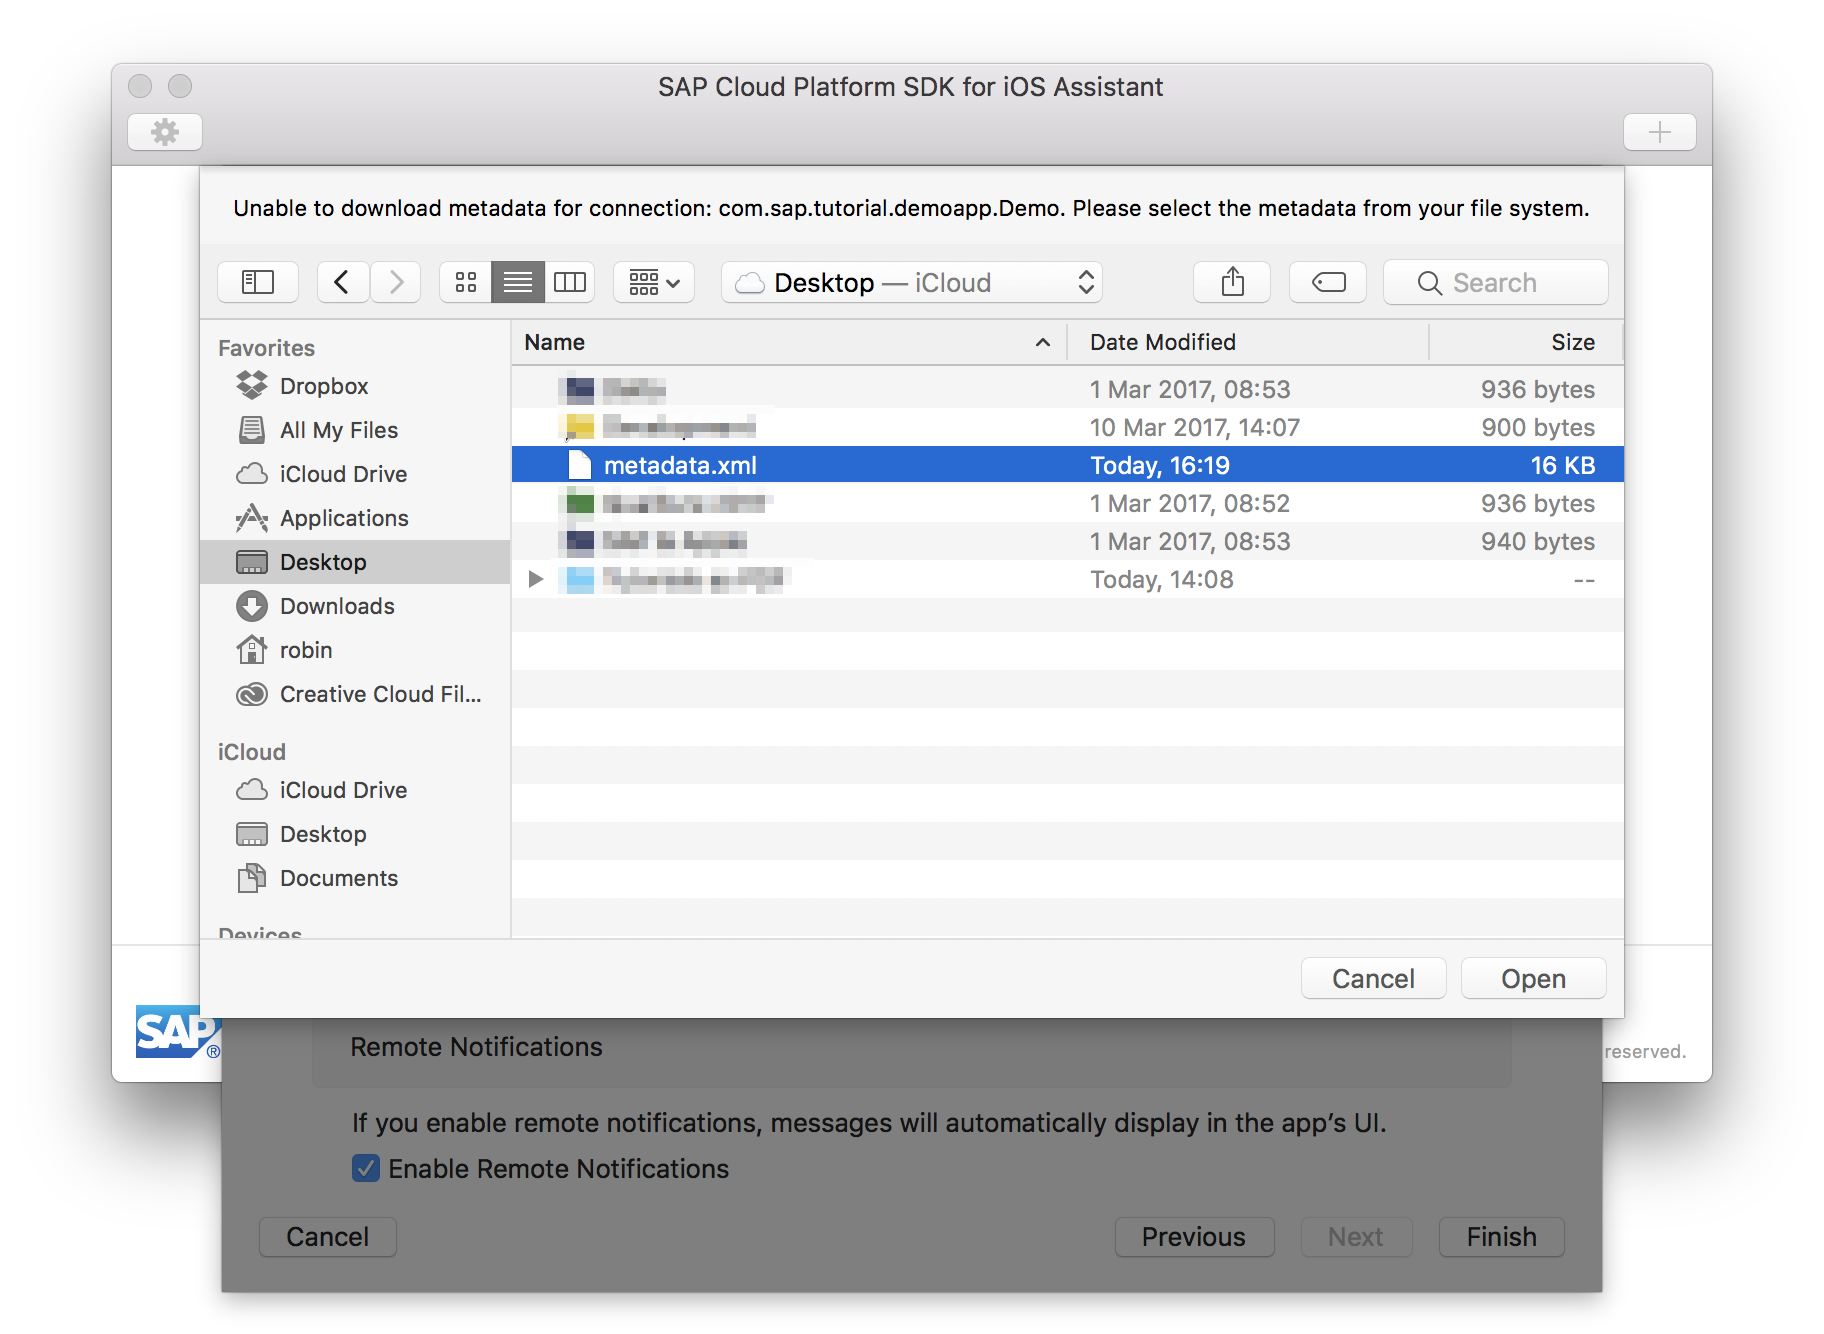 SAP Cloud Platform SDK for iOS Assistant
Unable to download metadata for connection: com.sap.tutorial.demoapp.Demo. Please select the metadata from your file system.
Desktop — iCloud
Search
Favorites
Dropbox
All My Files
iCloud Drive
Applications
Desktop
Downloads
robin
Creative Cloud Fil...
iCloud
iCloud Drive
Desktop
Documents
Devices
Name Date Modified Size
1 Mar 2017, 08:53 936 bytes
10 Mar 2017, 14:07 900 bytes
metadata.xml Today, 16:19 16 KB
1 Mar 2017, 08:52 936 bytes
1 Mar 2017, 08:53 940 bytes
Today, 14:08 --
Cancel Open
SAP ®
reserved.
Remote Notifications
If you enable remote notifications, messages will automatically display in the app’s UI.
Enable Remote Notifications
Cancel Previous Next Finish